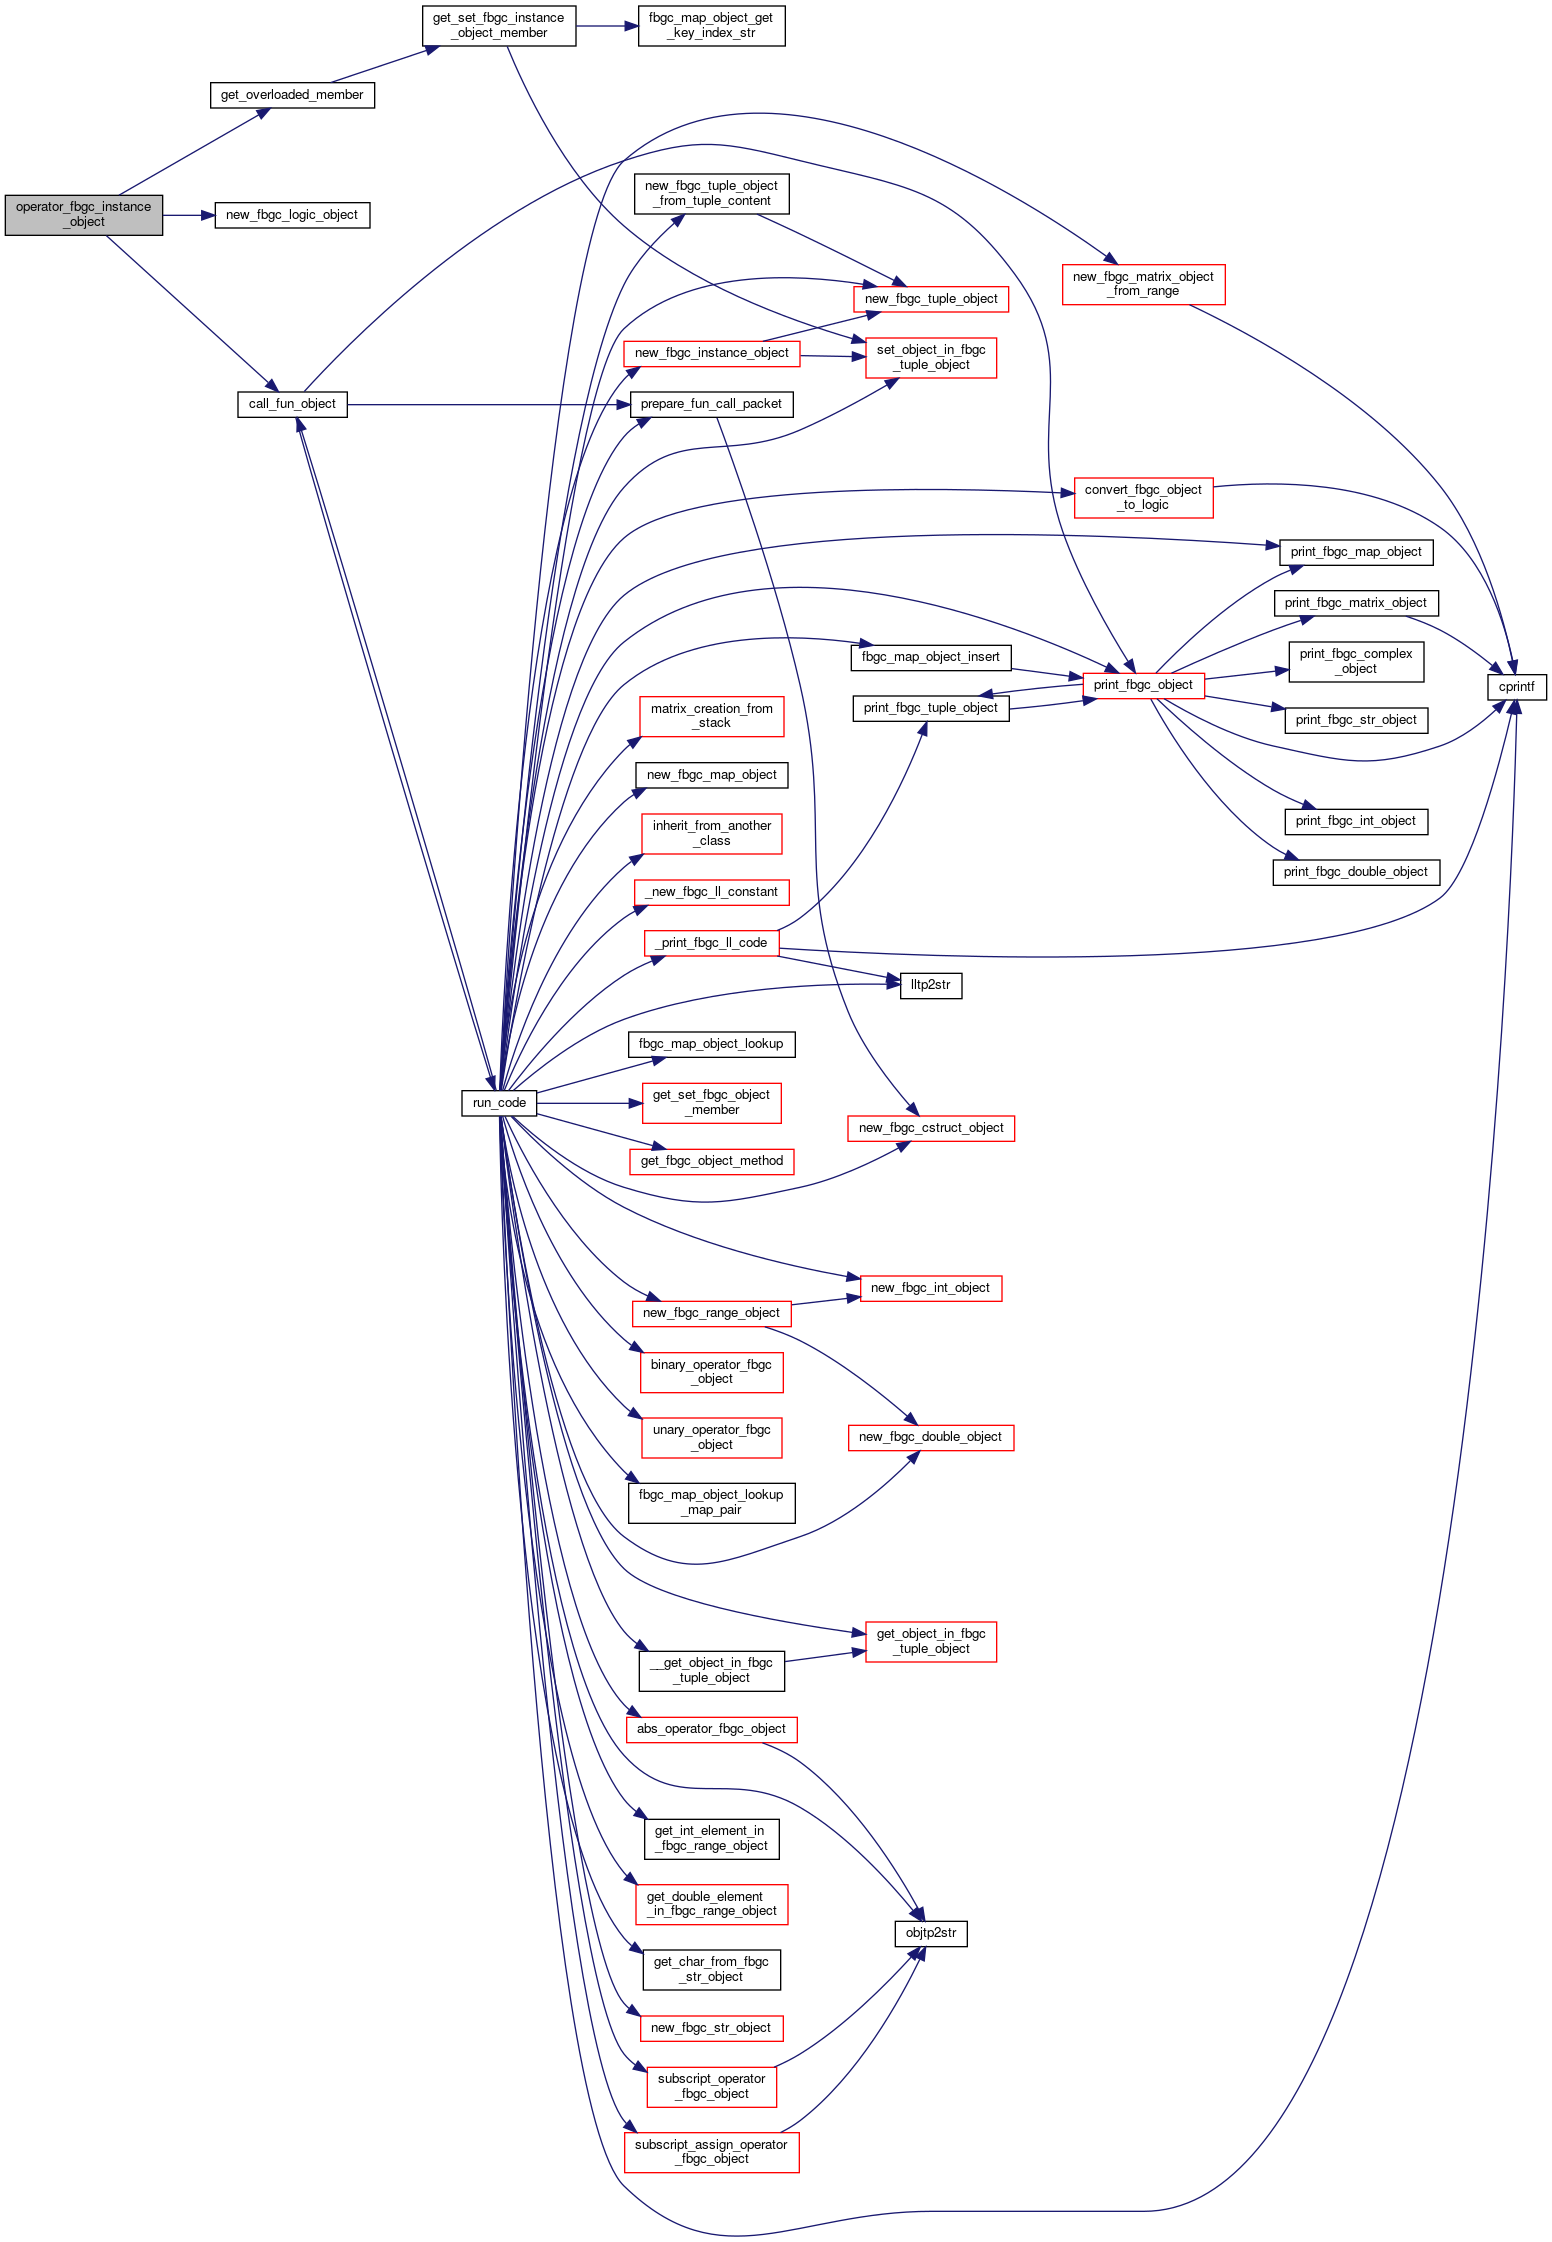 get_set_fbgc_instance
_object_member
fbgc_map_object_get
_key_index_str
get_overloaded_member
operator_fbgc_instance
_object
new_fbgc_logic_object
new_fbgc_tuple_object
_from_tuple_content
new_fbgc_matrix_object
_from_range
new_fbgc_tuple_object
new_fbgc_instance_object
set_object_in_fbgc
_tuple_object
call_fun_object
prepare_fun_call_packet
convert_fbgc_object
_to_logic
print_fbgc_map_object
print_fbgc_matrix_object
fbgc_map_object_insert
print_fbgc_complex
_object
print_fbgc_object
cprintf
print_fbgc_tuple_object
print_fbgc_str_object
matrix_creation_from
_stack
new_fbgc_map_object
print_fbgc_int_object
inherit_from_another
_class
print_fbgc_double_object
_new_fbgc_ll_constant
_print_fbgc_ll_code
lltp2str
fbgc_map_object_lookup
run_code
get_set_fbgc_object
_member
new_fbgc_cstruct_object
get_fbgc_object_method
new_fbgc_int_object
new_fbgc_range_object
binary_operator_fbgc
_object
unary_operator_fbgc
_object
new_fbgc_double_object
fbgc_map_object_lookup
_map_pair
get_object_in_fbgc
_tuple_object
__get_object_in_fbgc
_tuple_object
abs_operator_fbgc_object
get_int_element_in
_fbgc_range_object
get_double_element
_in_fbgc_range_object
objtp2str
get_char_from_fbgc
_str_object
new_fbgc_str_object
subscript_operator
_fbgc_object
subscript_assign_operator
_fbgc_object